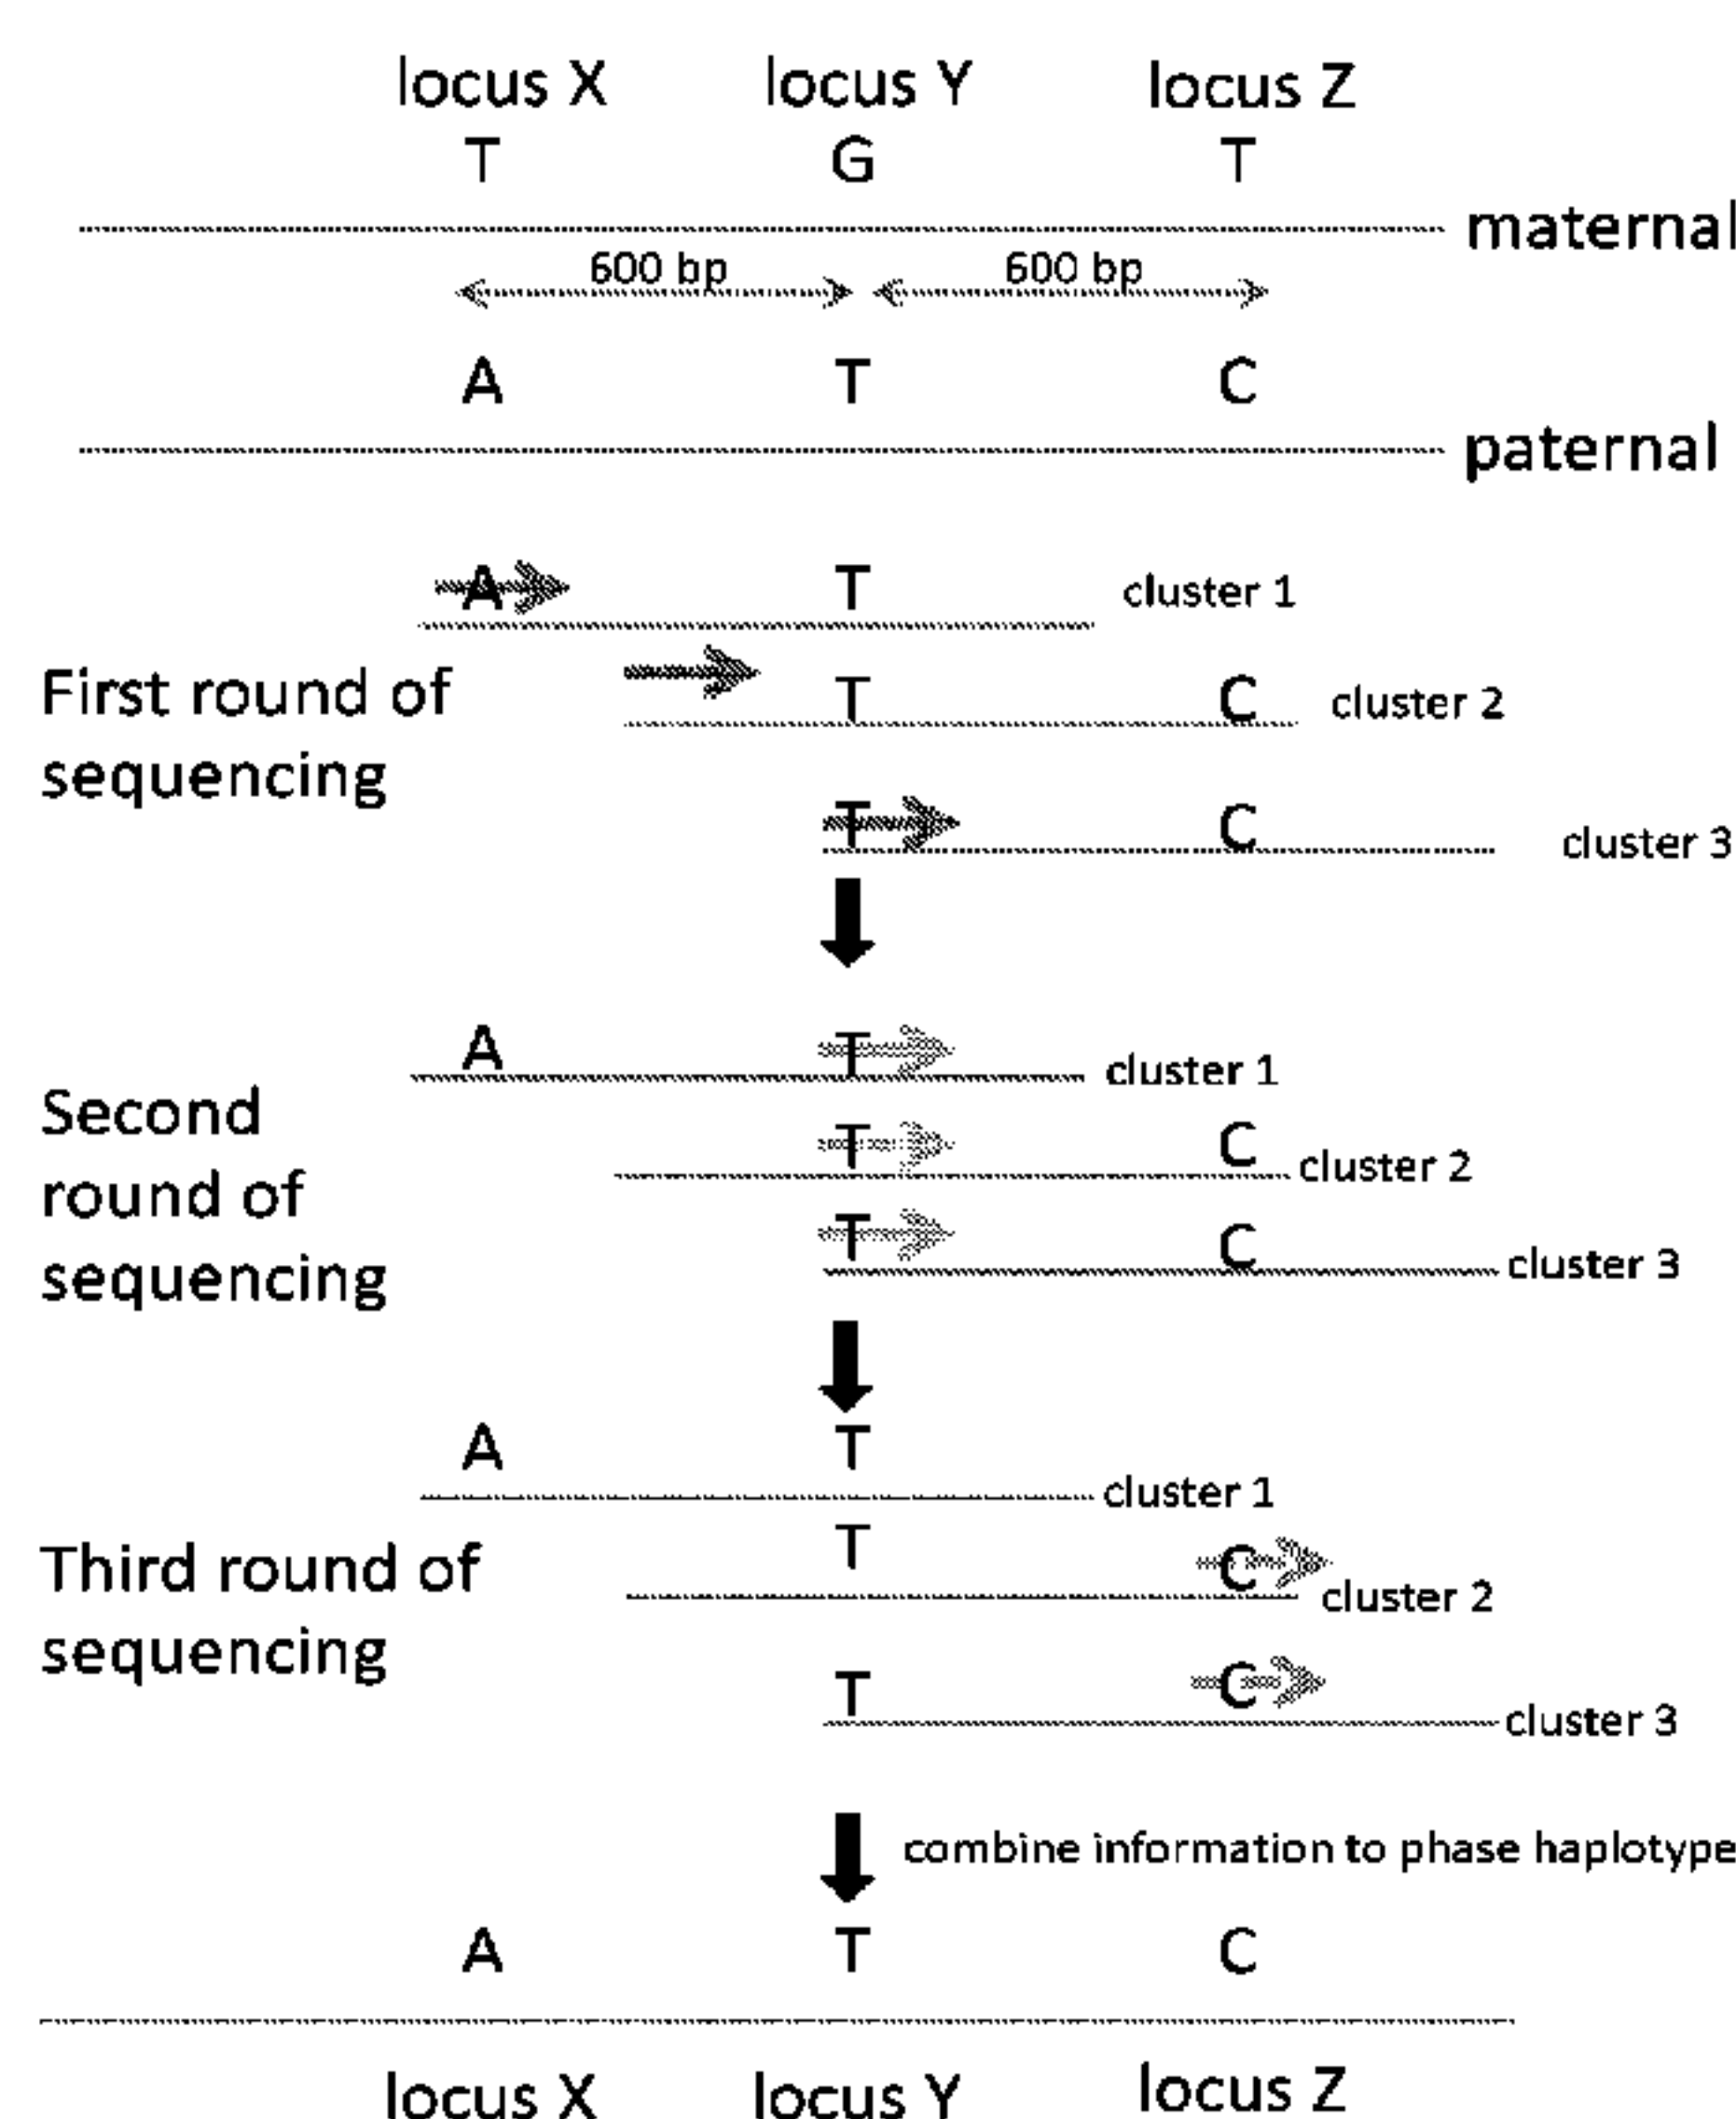 locus X locus Y locus Z
T G T
maternal
600 bp 600 bp
A T C
paternal
A T cluster 1
First round of
sequencing
T C cluster 2
T C cluster 3
Second
round of
sequencing
A T cluster 1
T C cluster 2
T C cluster 3
A T cluster 1
Third round of
sequencing
T C cluster 2
T C cluster 3
combine information to phase haplotype
A T C
locus X locus Y locus Z